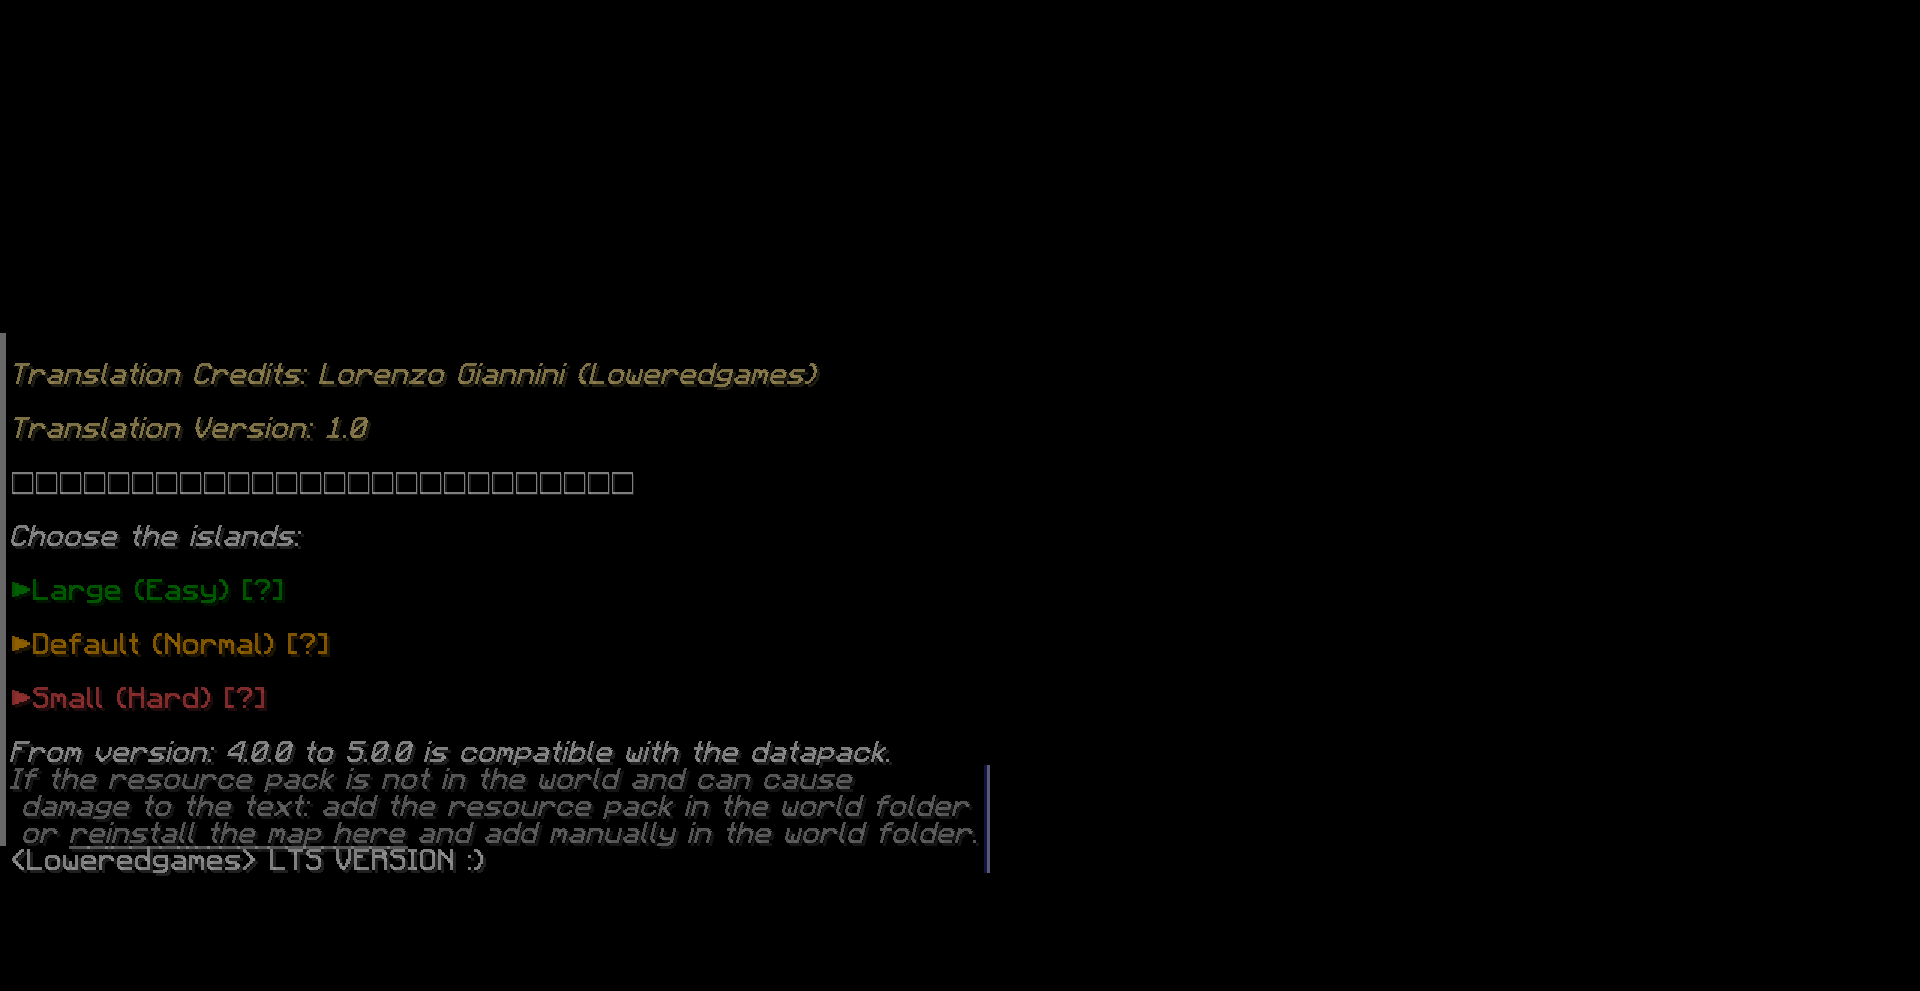 Translation Credits: Lorenzo Giannini (Loweredgames)
Translation Version: 1.0
□□□□□□□□□□□□□□□□□□□□□□□□□□
Choose the islands:
►Large (Easy) [?]
►Default (Normal) [?]
►Small (Hard) [?]
From version: 4.0.0 to 5.0.0 is compatible with the datapack.
If the resource pack is not in the world and can cause
damage to the text: add the resource pack in the world folder
or reinstall the map here and add manually in the world folder.
<Loweredgames> LTS VERSION :)